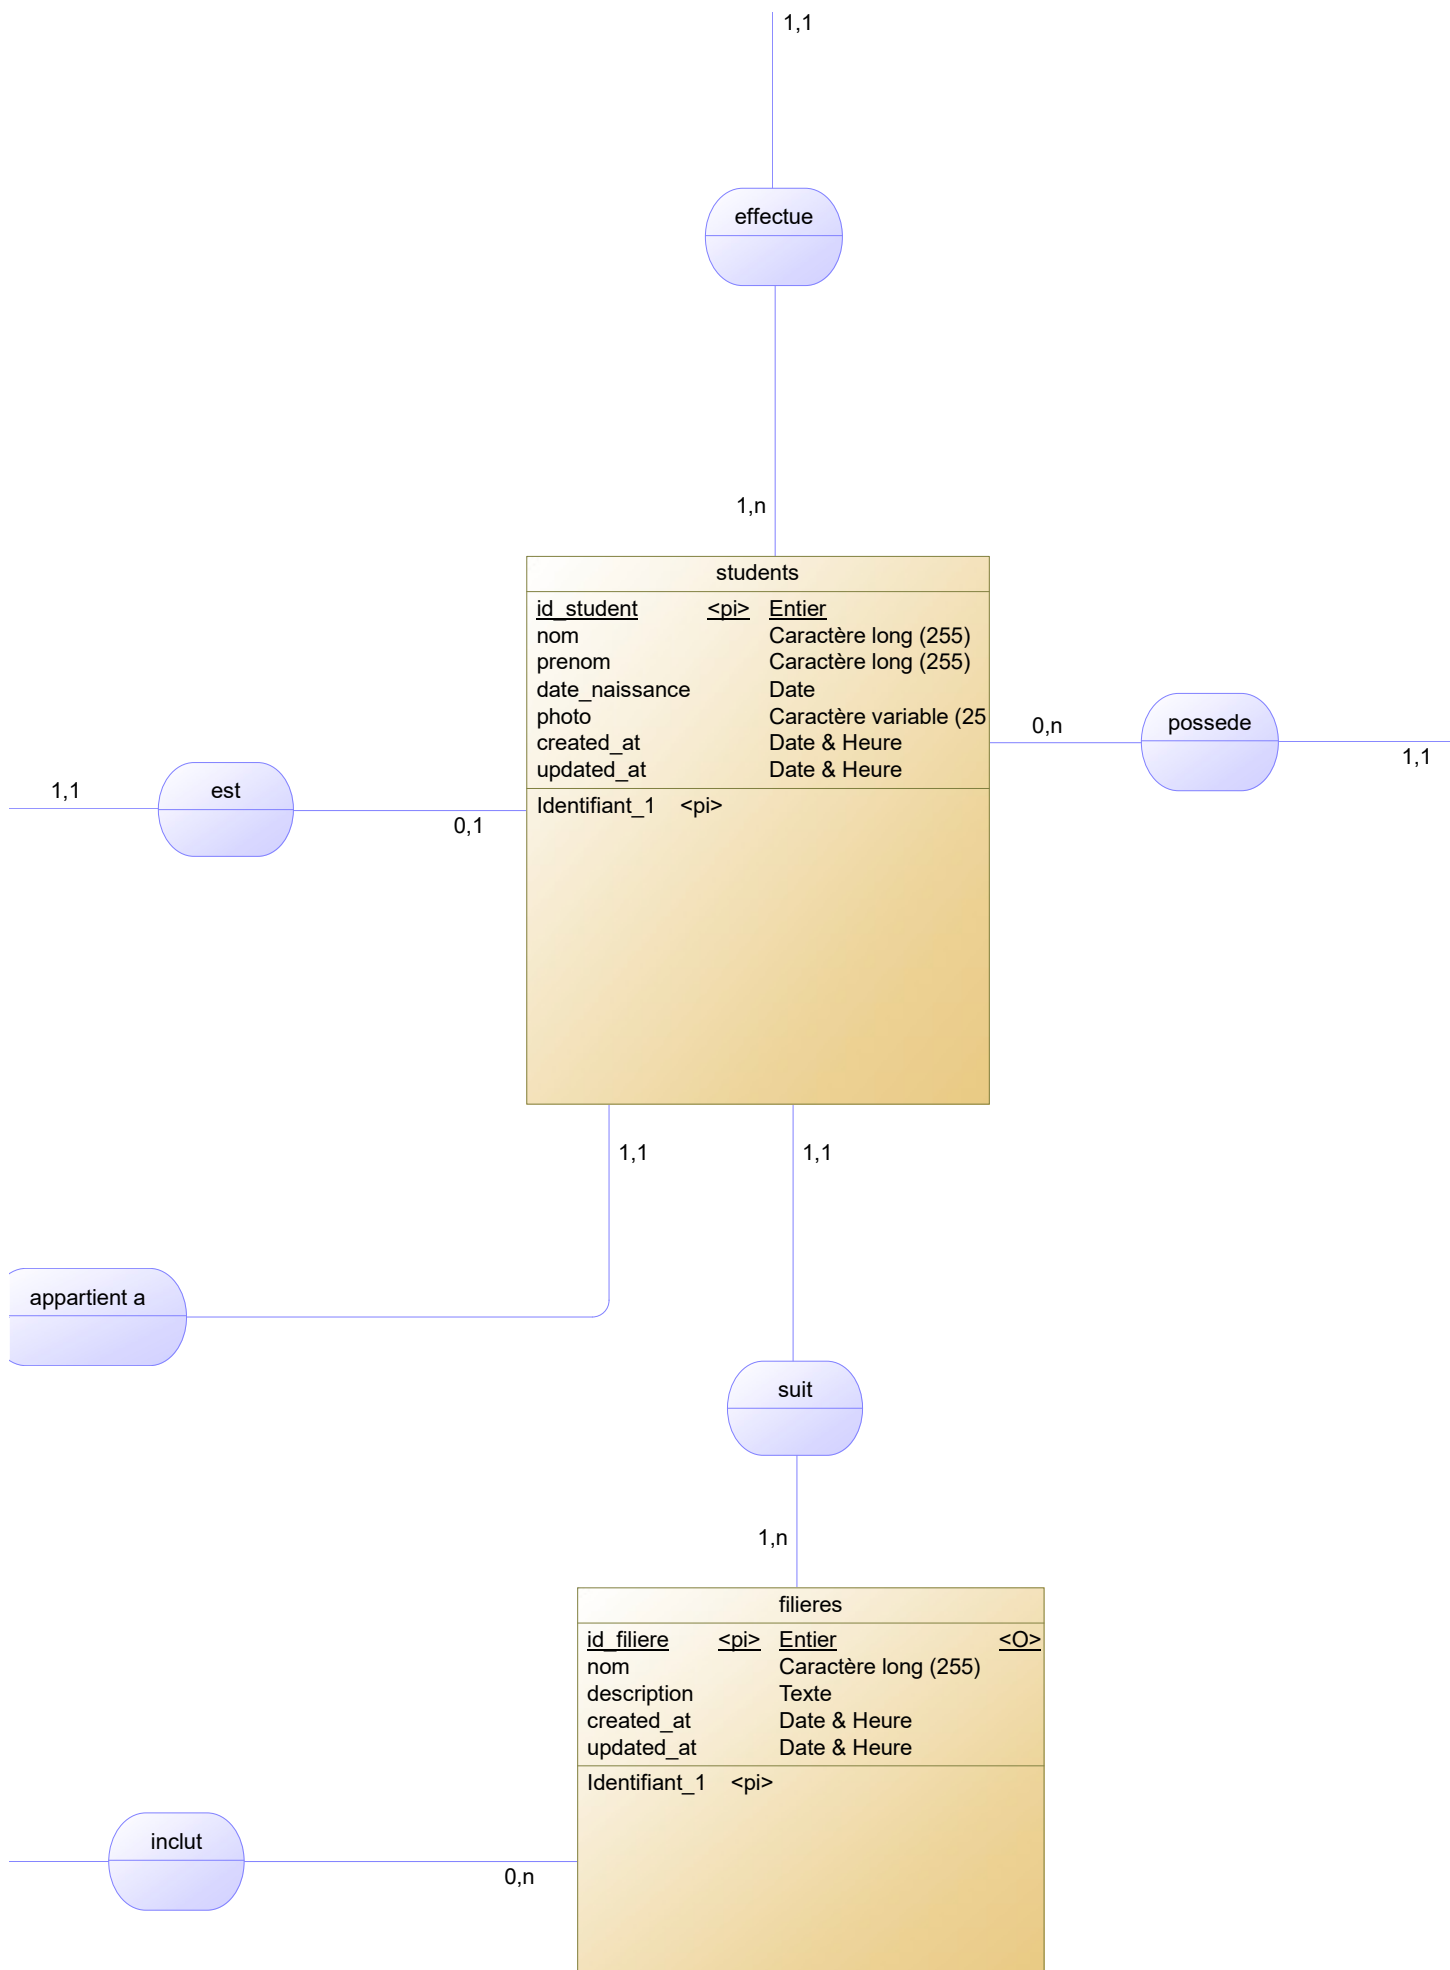 1,1
effectue
1,n
students
id_student <pi> Entier
nom Caractère long (255)
prenom Caractère long (255)
date_naissance Date
photo Caractère variable (25
created_at Date & Heure
updated_at Date & Heure
Identifiant_1 <pi>
0,n
possede
1,1
1,1
est
0,1
1,1
1,1
appartient a
suit
1,n
filieres
id_filiere <pi> Entier <O>
nom Caractère long (255)
description Texte
created_at Date & Heure
updated_at Date & Heure
Identifiant_1 <pi>
inclut
0,n